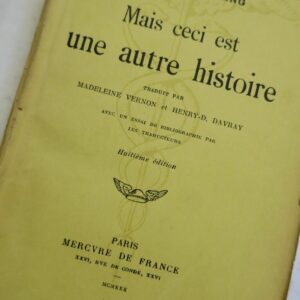 Mais ceci est
une autre histoire
TRADUIT PAR
MADELEINE VERNON et HENRY-D. DAVRAY
AVEC UN ESSAI DE BIBLIOGRAPHIE PAR
LES TRADUCTEURS
Huitième édition
PARIS
MERCVRE DE FRANCE
XXVI, RVE DE CONDÉ, XXVI